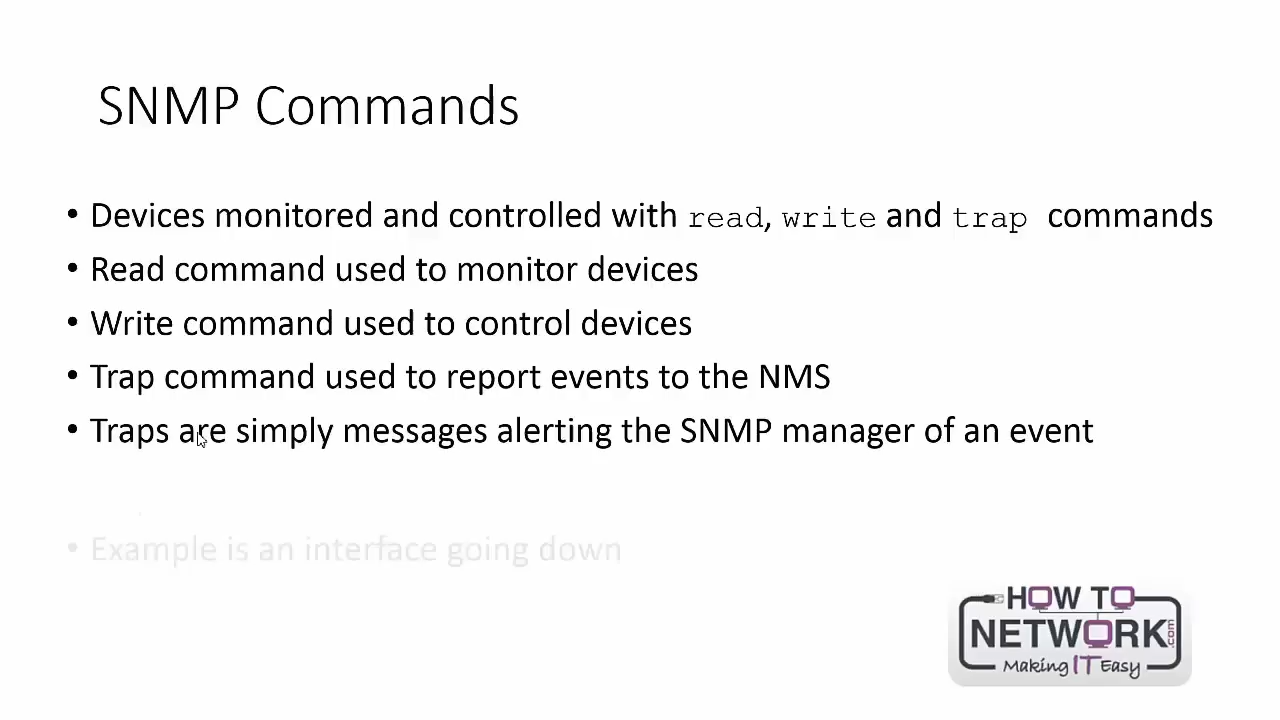 SNMP Commands
• Devices monitored and controlled with read, write and trap commands
• Read command used to monitor devices
• Write command used to control devices
• Trap command used to report events to the NMS
• Traps are simply messages alerting the SNMP manager of an event
• Example is an interface going down
HOW TO
NETWORK.com
Making IT Easy